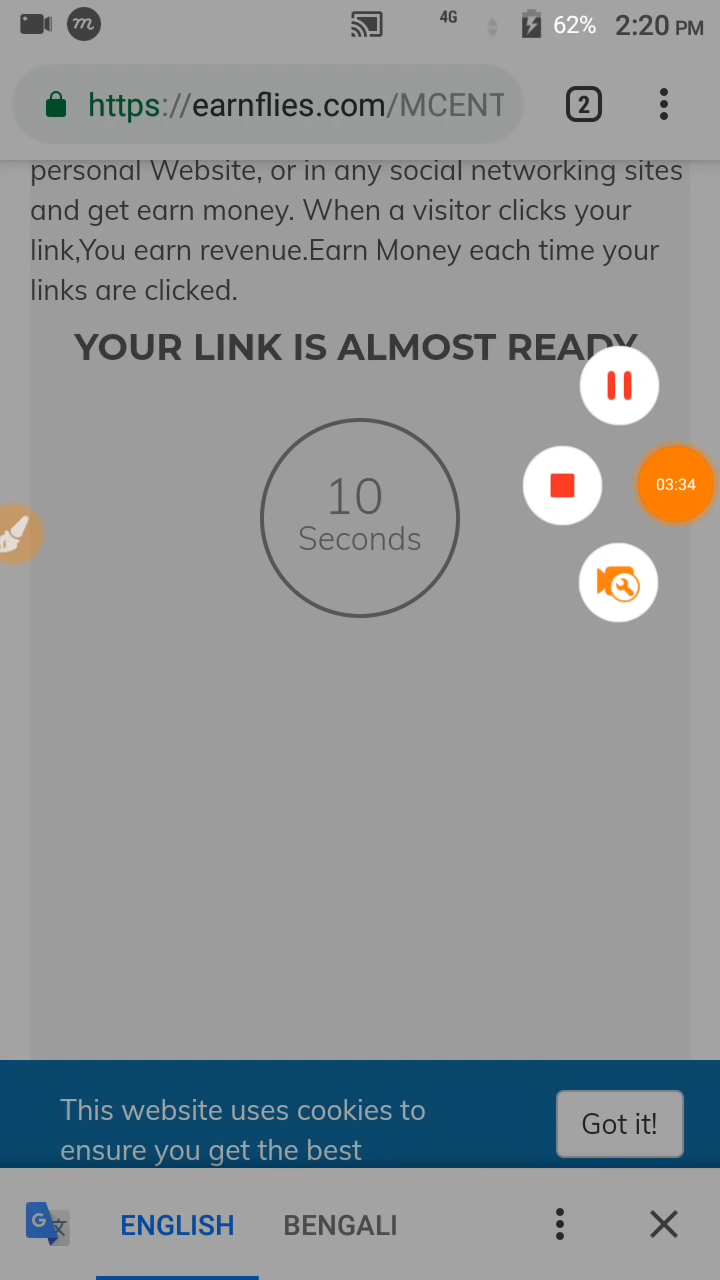 4G 62% 2:20 PM
https://earnflies.com/MCENT 2
personal Website, or in any social networking sites
and get earn money. When a visitor clicks your
link,You earn revenue.Earn Money each time your
links are clicked.
YOUR LINK IS ALMOST READY
10
Seconds
03:34
This website uses cookies to
ensure you get the best
Got it!
ENGLISH BENGALI